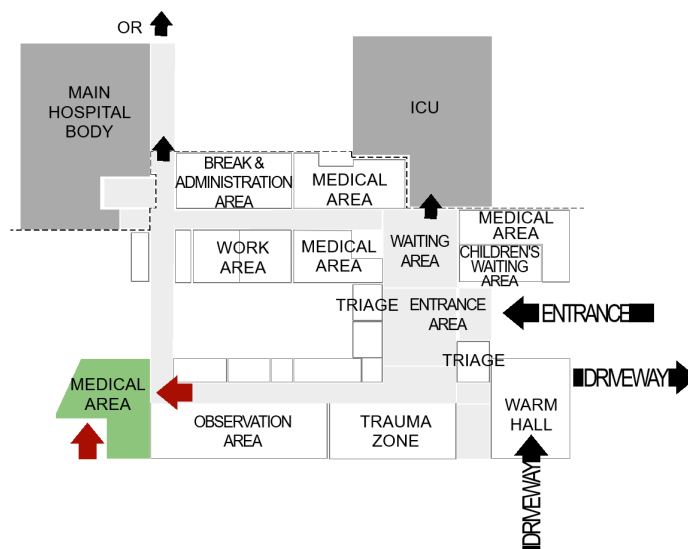 OR
MAIN
HOSPITAL
BODY
ICU
BREAK &
ADMINISTRATION
AREA
MEDICAL
AREA
WORK
AREA
MEDICAL
AREA
WAITING
AREA
MEDICAL
AREA
CHILDREN'S
WAITING
AREA
TRIAGE
ENTRANCE
AREA
ENTRANCE
TRIAGE
DRIVEWAY
MEDICAL
AREA
OBSERVATION
AREA
TRAUMA
ZONE
WARM
HALL
DRIVEWAY